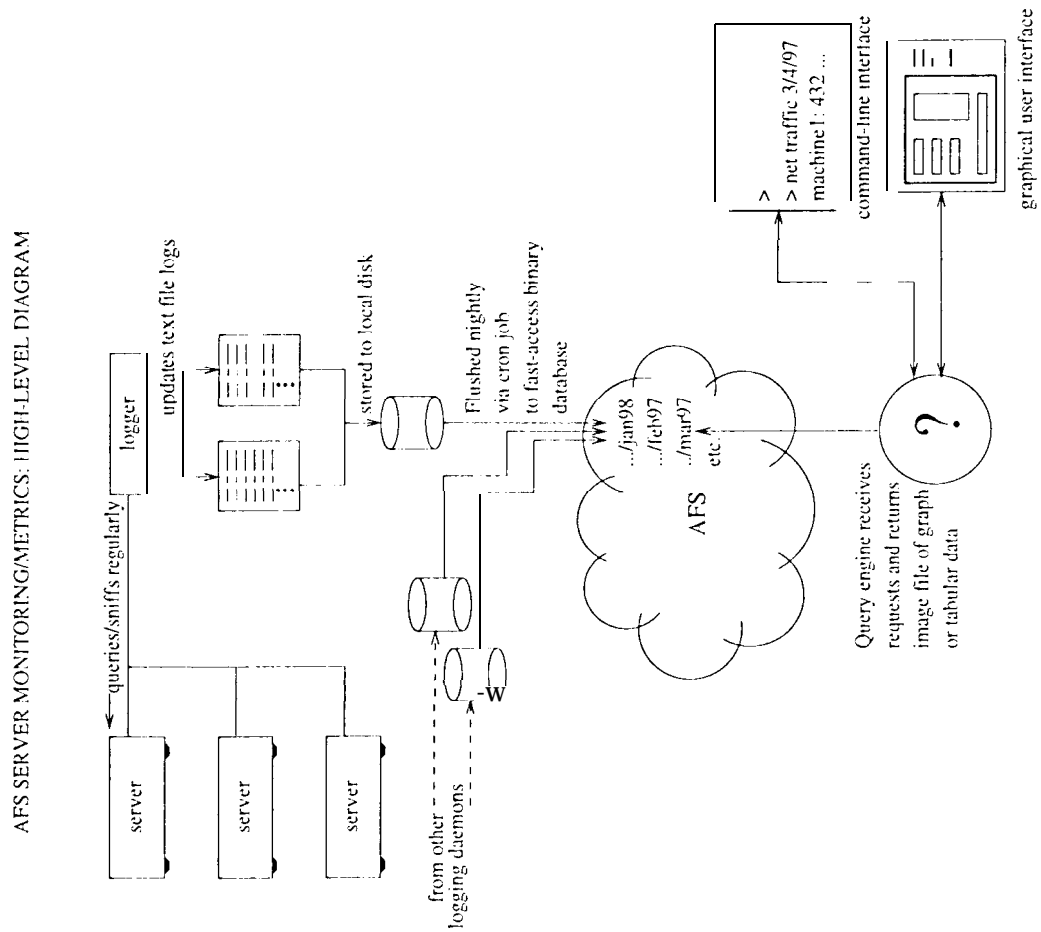 AFS SERVER MONITORING/METRICS: HIGH-LEVEL DIAGRAM
server
server
server
queries/sniffs regularly
logger
updates text file logs
stored to local disk
from other
logging daemons
-W
Flushed nightly
via cron job
to fast-access binary
database
AFS
.../jan98
.../feb97
../mar97
etc.
Query engine receives
requests and returns
image file of graph
or tabular data
?
>
> net traffic 3/4/97
machine1: 432 ...
command-line interface
graphical user interface